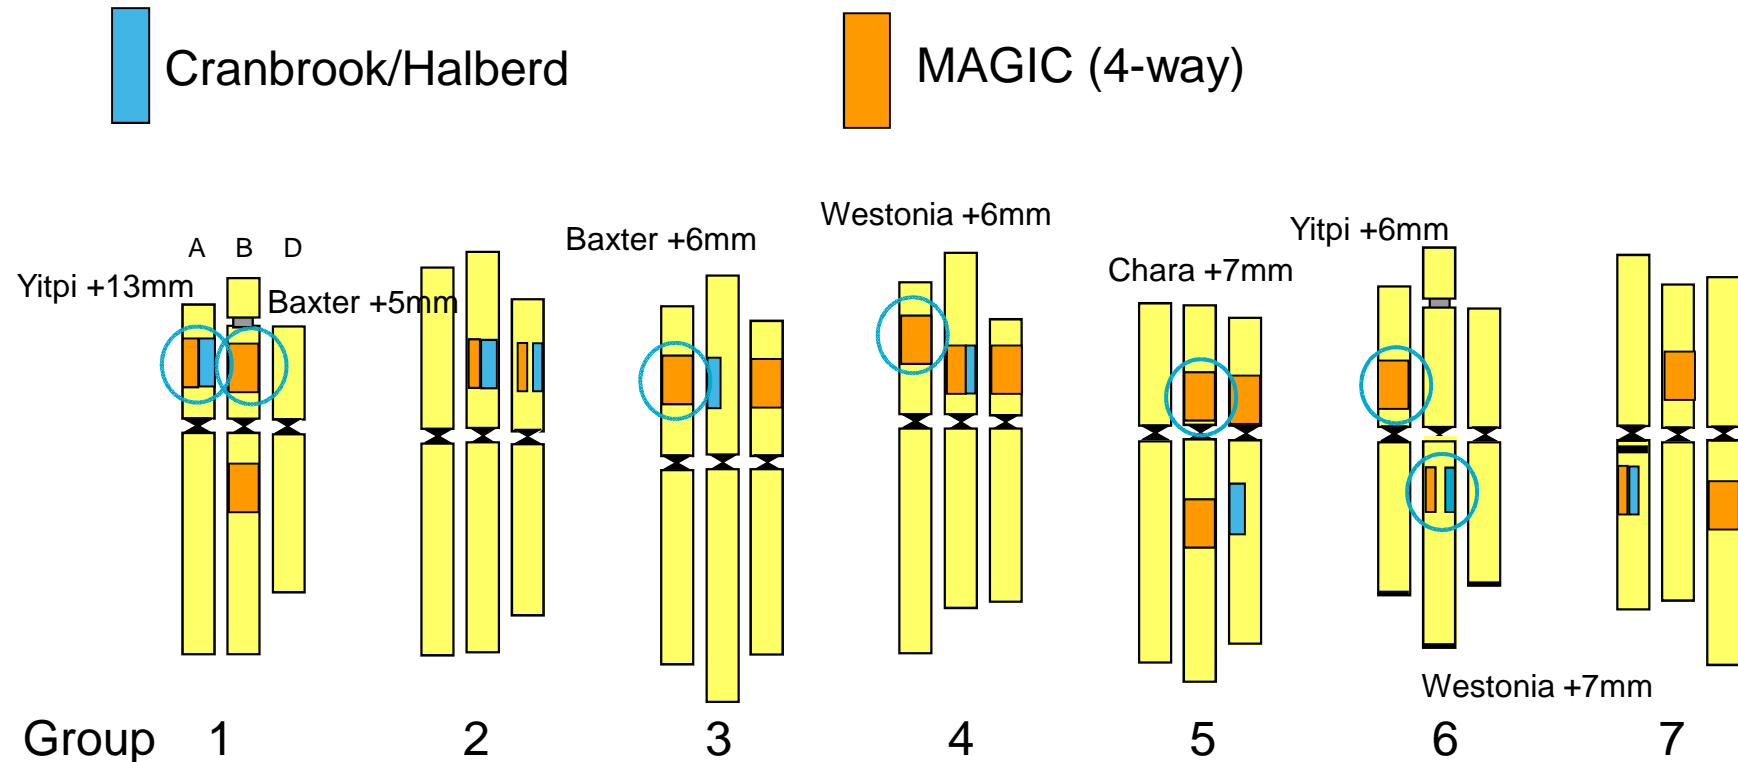 Cranbrook/Halberd
MAGIC (4-way)
Westonia +6mm
Baxter +6mm
Yitpi +6mm
A B D
Chara +7mm
Yitpi +13mm
Baxter +5mm
Westonia +7mm
Group 1 2 3 4 5 6 7